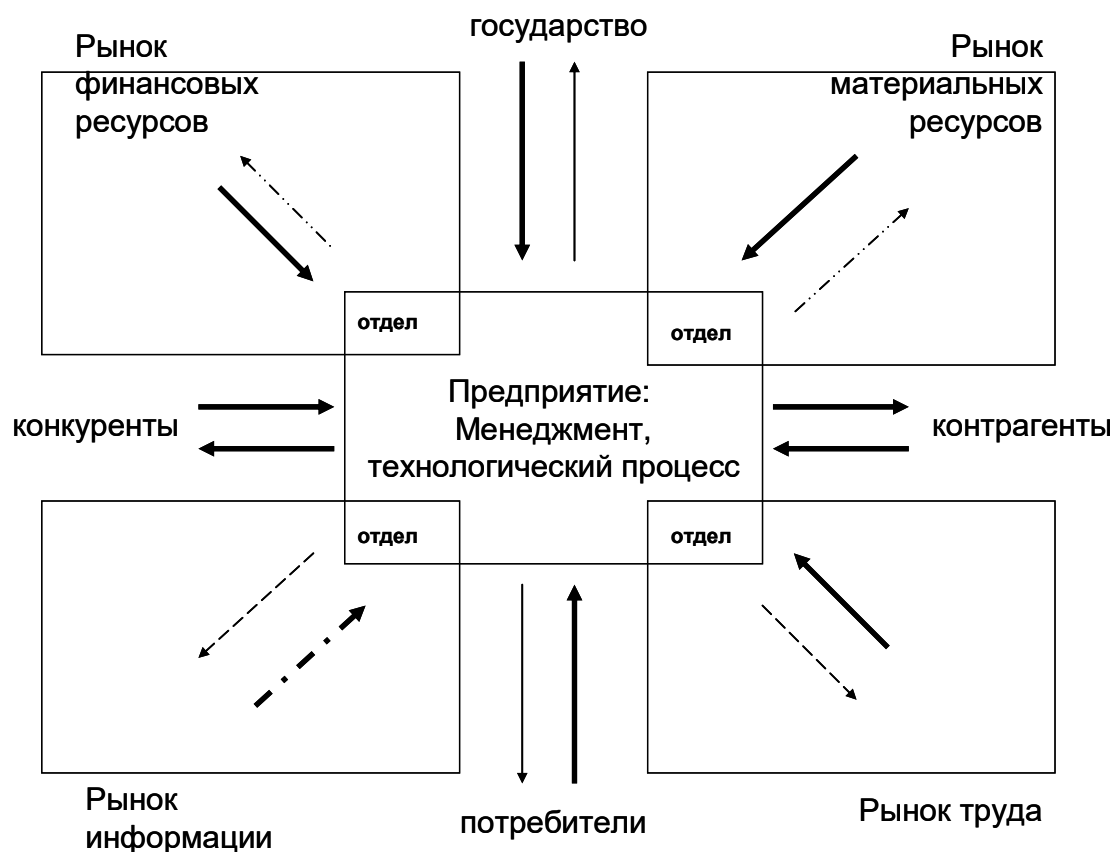 государство
Рынок
финансовых
ресурсов
Рынок
материальных
ресурсов
отдел
отдел
Предприятие:
Менеджмент,
технологический процесс
конкуренты
контрагенты
отдел
отдел
Рынок
информации
потребители
Рынок труда